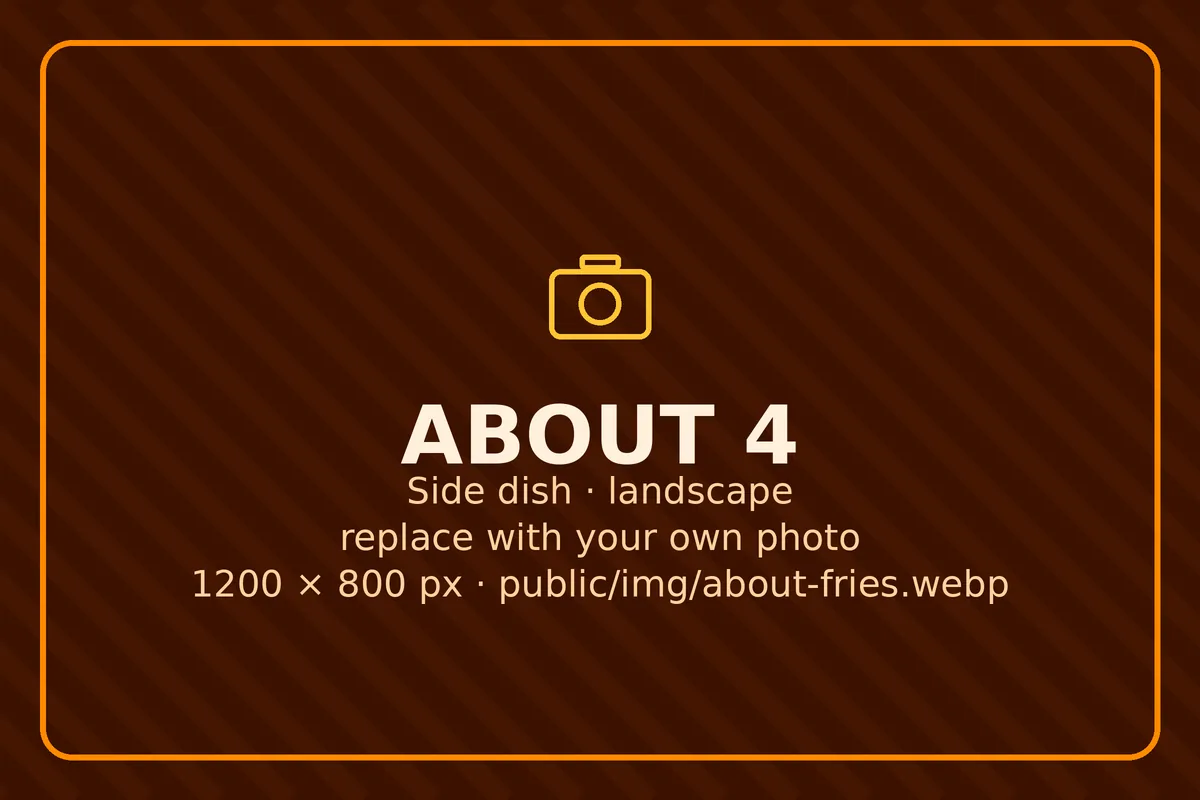 ABOUT 4
Side dish · landscape
replace with your own photo
1200 × 800 px · public/img/about-fries.webp